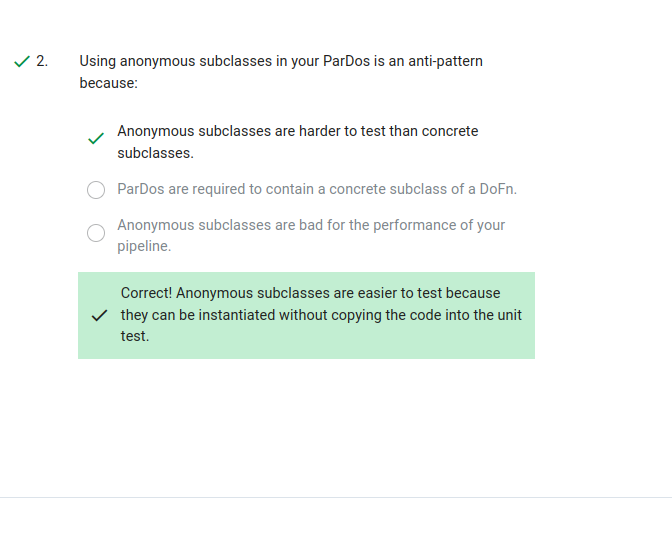 2. Using anonymous subclasses in your ParDos is an anti-pattern
because:
Anonymous subclasses are harder to test than concrete
subclasses.
ParDos are required to contain a concrete subclass of a DoFn.
Anonymous subclasses are bad for the performance of your
pipeline.
Correct! Anonymous subclasses are easier to test because
they can be instantiated without copying the code into the unit
test.